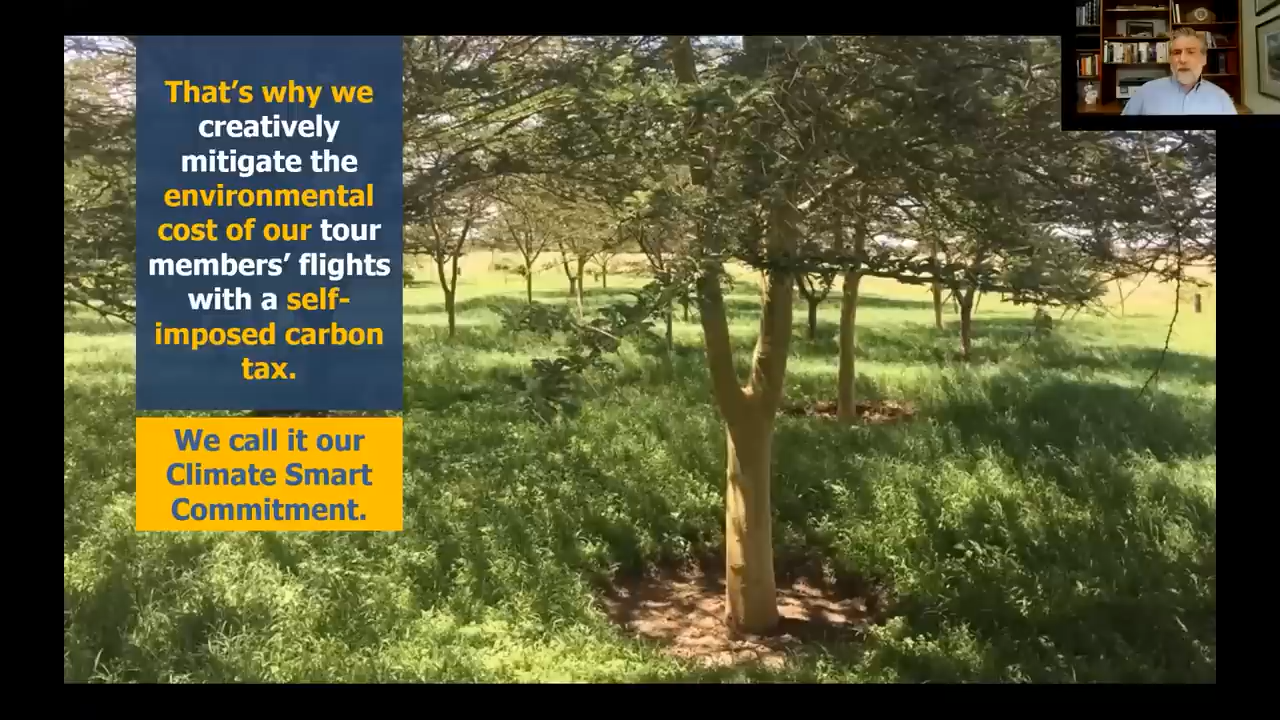 That's why we
creatively
mitigate the
environmental
cost of our tour
members' flights
with a self-
imposed carbon
tax.
We call it our
Climate Smart
Commitment.